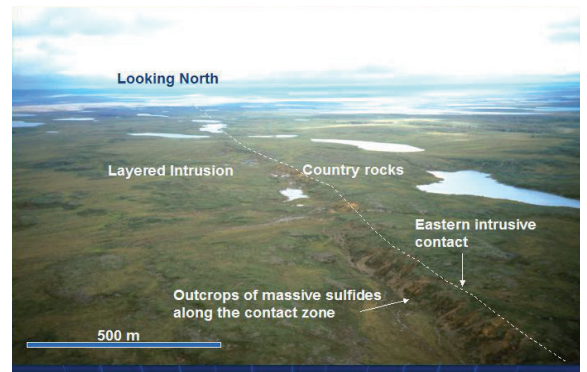 Looking North
Layered Intrusion
Country rocks
Eastern intrusive
contact
Outcrops of massive sulfides
along the contact zone
500 m